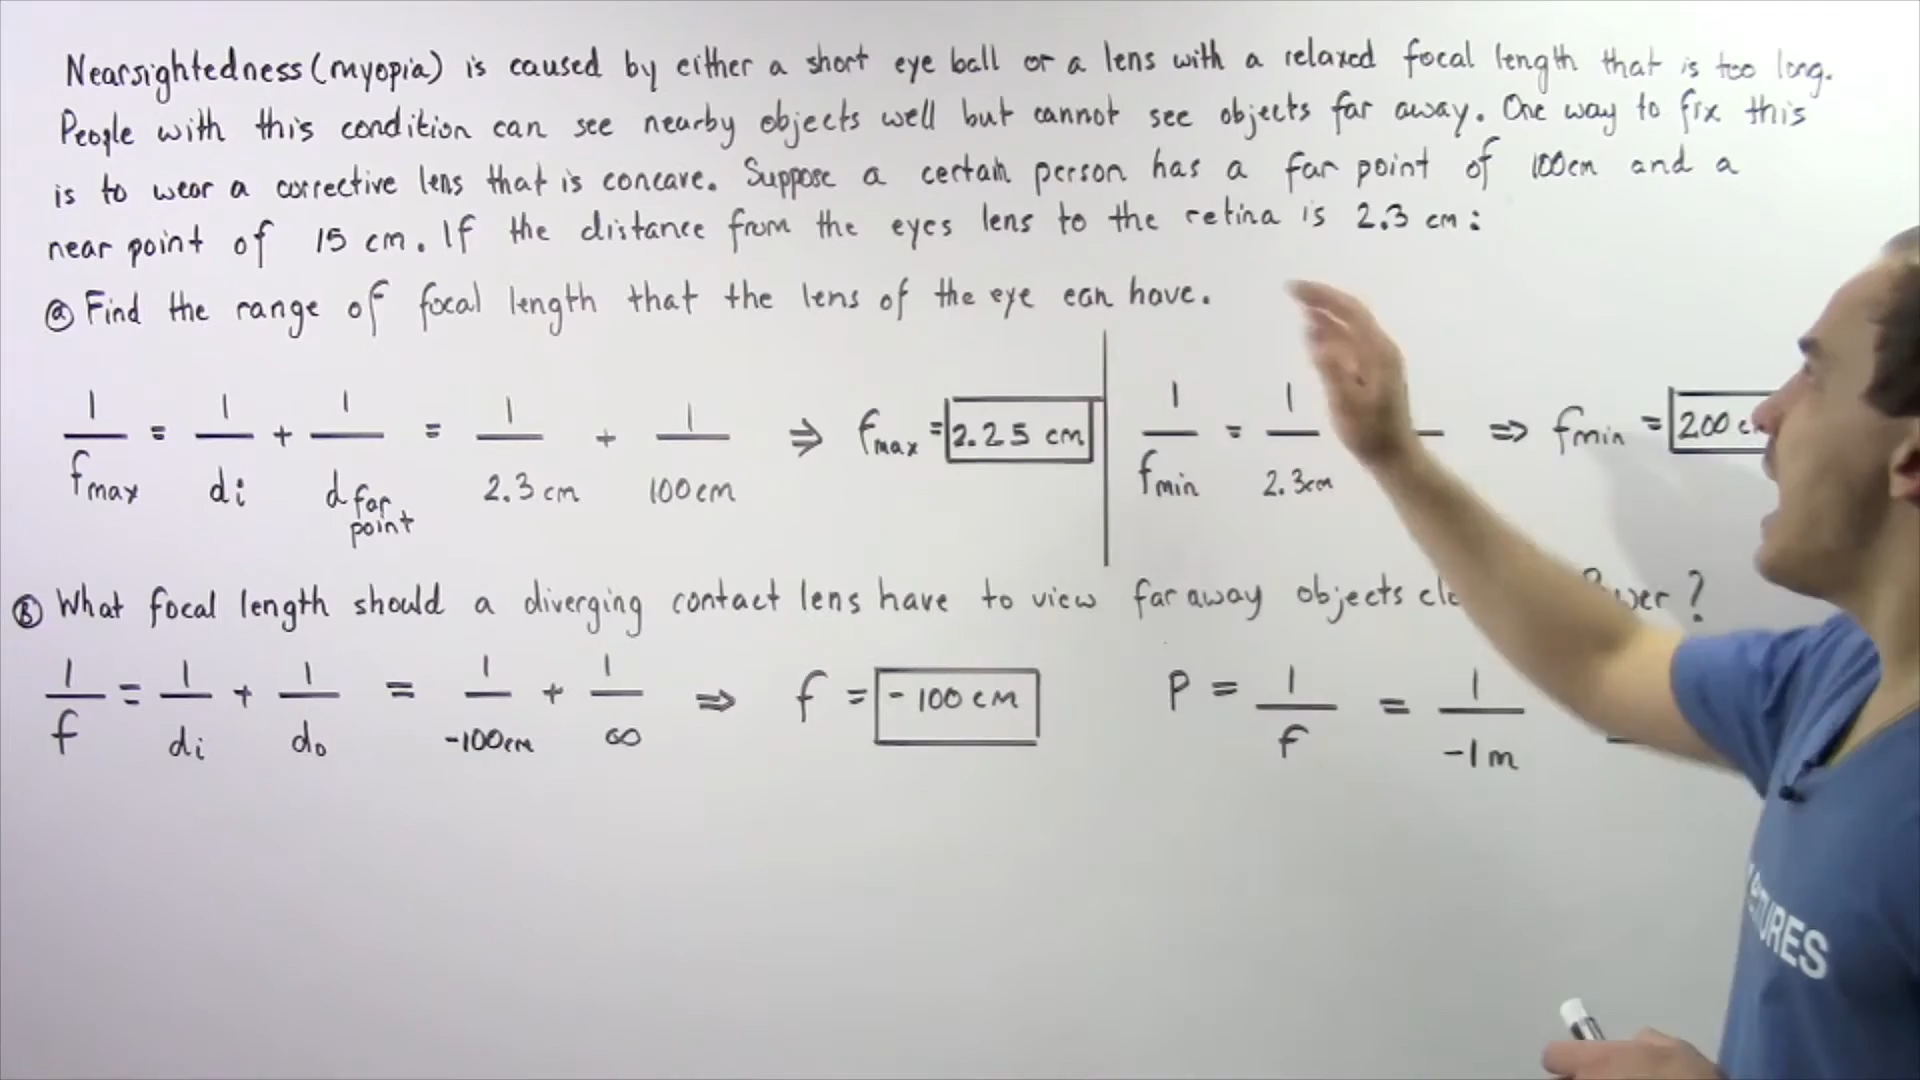 Nearsightedness (myopia) is caused by either a short eye ball or a lens with a relaxed focal length that is too long.
People with this condition can see nearby objects well but cannot see objects far away. One way to fix this
is to wear a corrective lens that is concave. Suppose a certain person has a far point of 100cm and a
near point of 15 cm. If the distance from the eyes lens to the retina is 2.3 cm:
ⓐ Find the range of focal length that the lens of the eye can have.
1/fmax = 1/di + 1/dfar point = 1/2.3cm + 1/100cm ⇒ fmax = 2.25 cm
1/fmin = 1/2.3cm ⇒ fmin = 200
Ⓑ What focal length should a diverging contact lens have to view far away objects ?
1/f = 1/di + 1/do = 1/-100cm + 1/∞ ⇒ f = -100cm
P = 1/f = 1/-1m